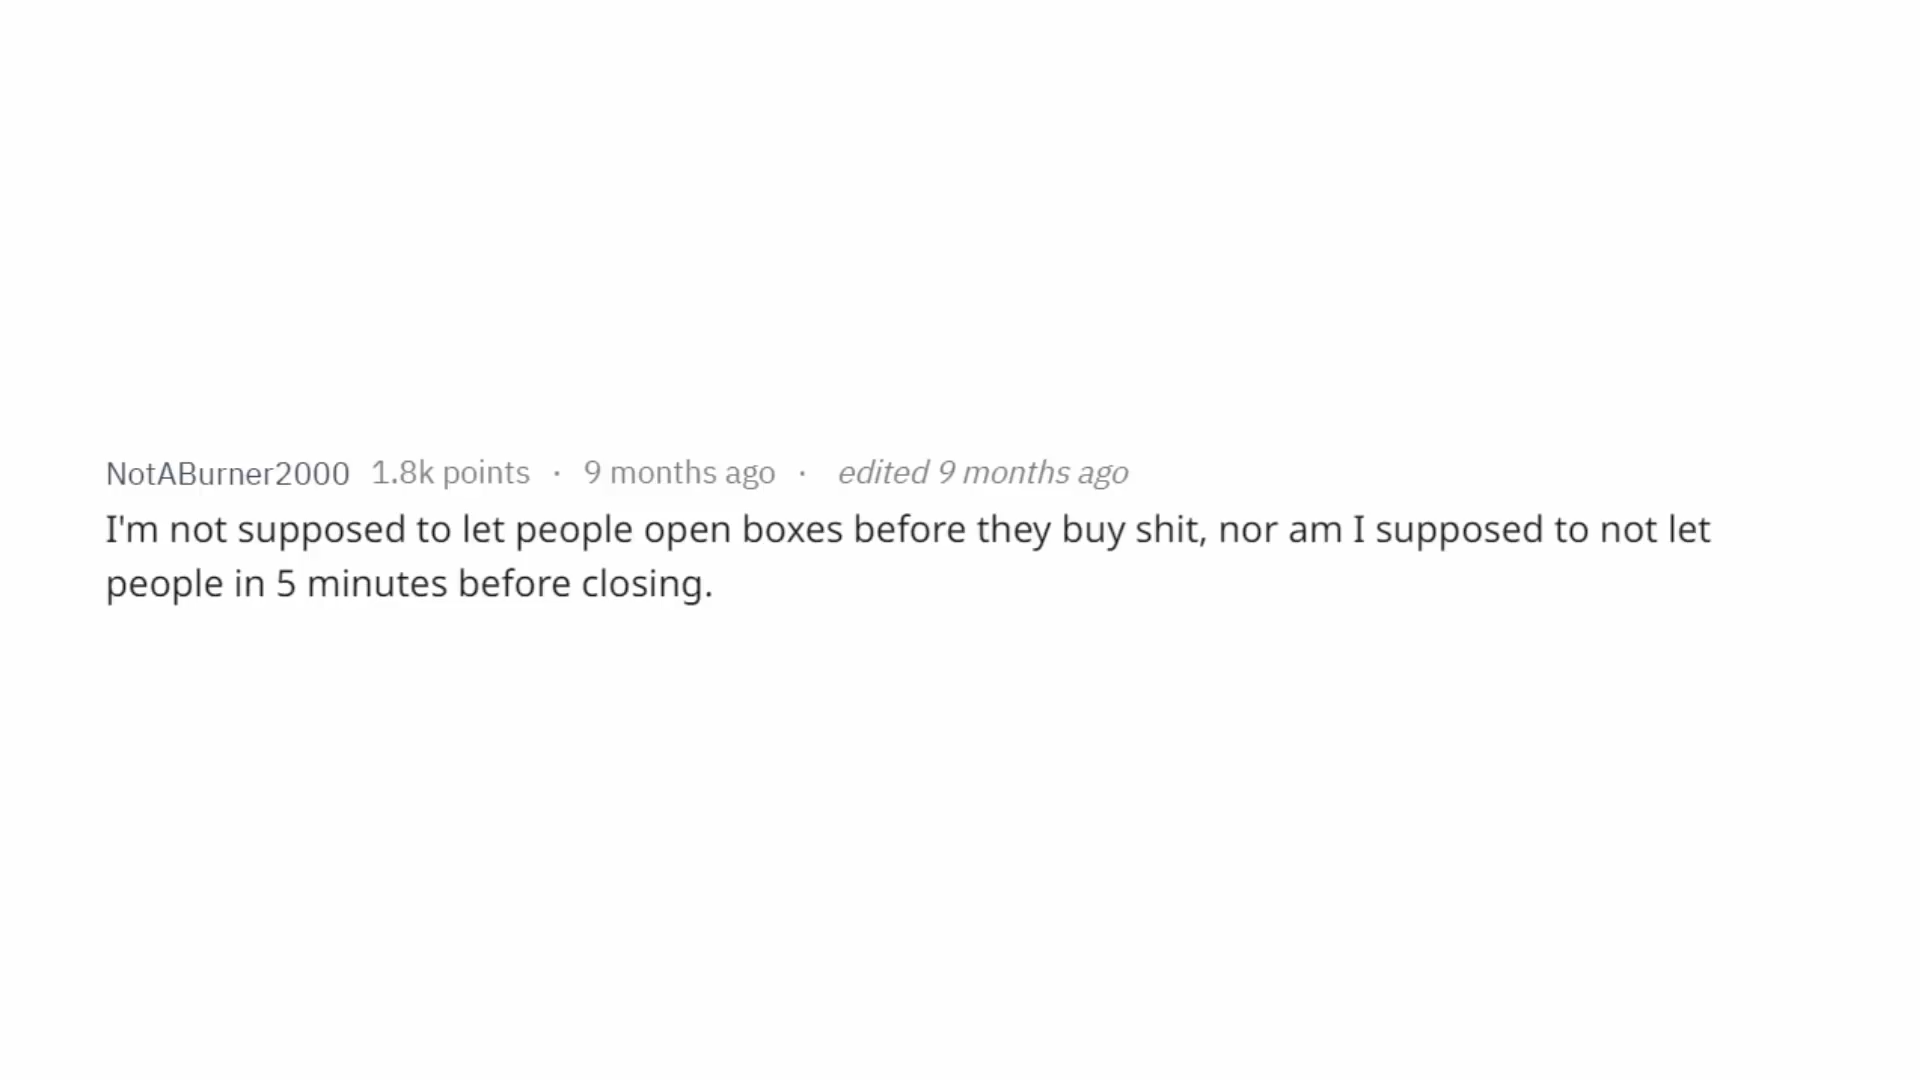 NotABurner2000 1.8k points · 9 months ago · edited 9 months ago
I'm not supposed to let people open boxes before they buy shit, nor am I supposed to not let
people in 5 minutes before closing.